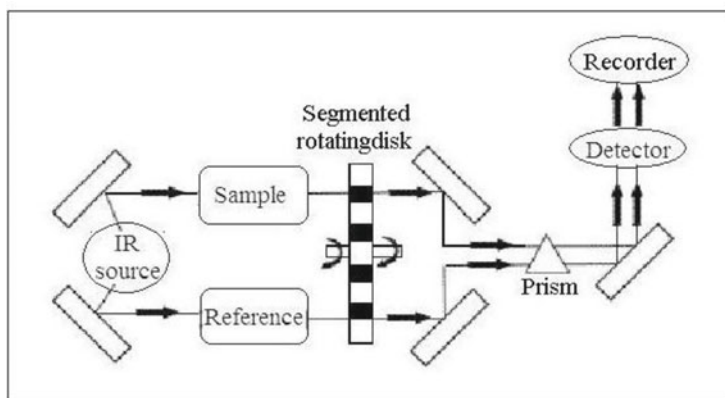 Recorder
Segmented
rotatingdisk
Detector
Sample
IR
source
Prism
Reference